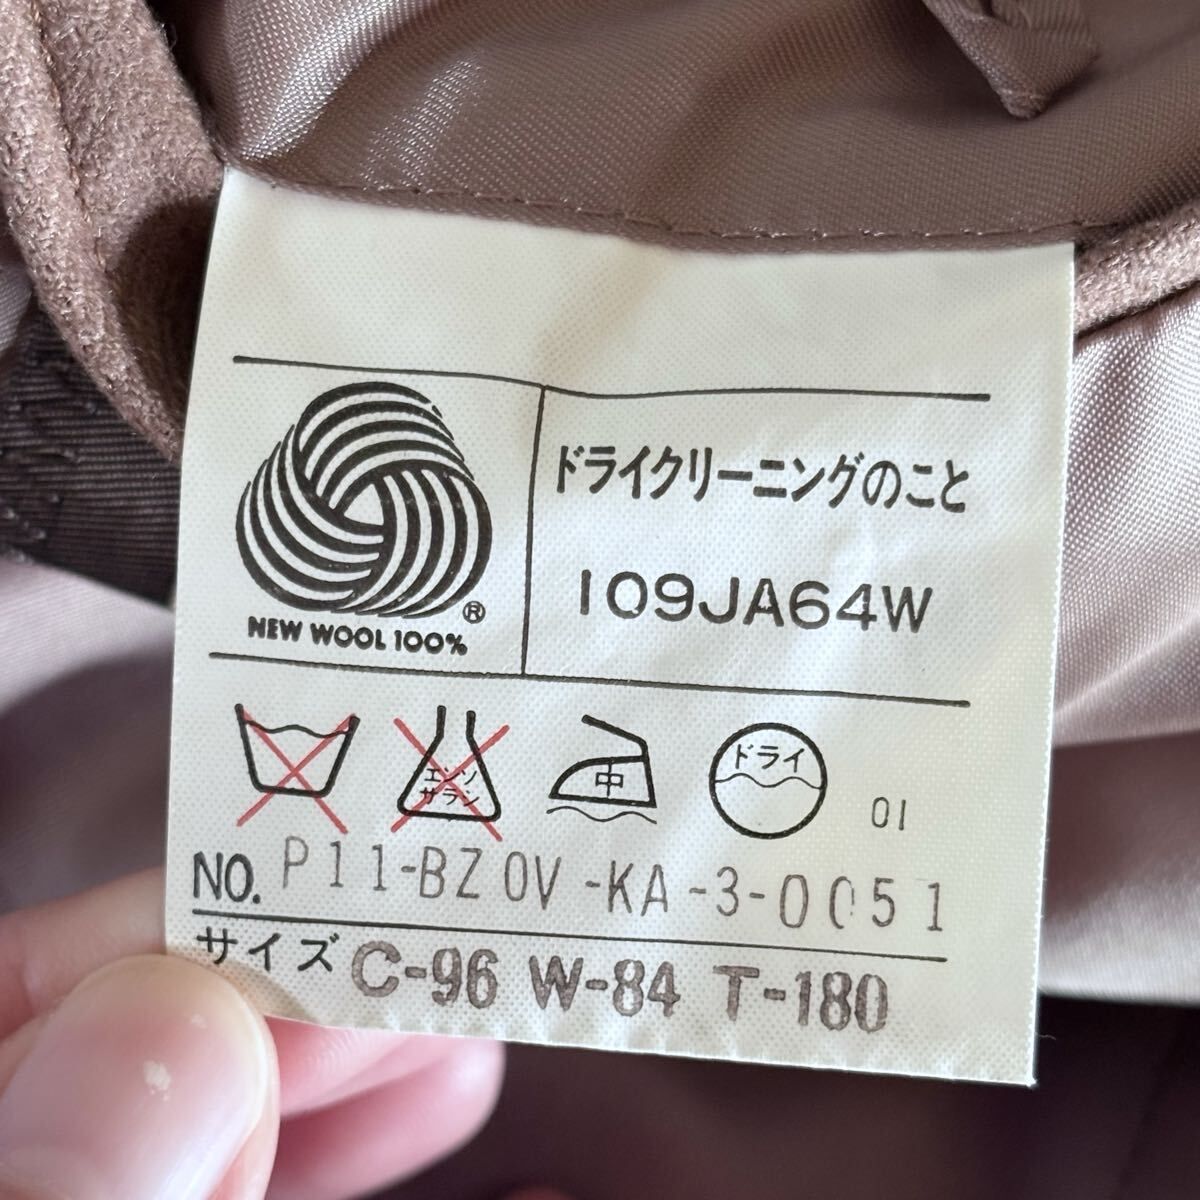 ドライクリーニングのこと
109JA64W
®
NEW WOOL 100%
エンソ
サラン
中
ドライ
01
NO. P11-BZ0V-KA-3-0051
サイズ C-96 W-84 T-180